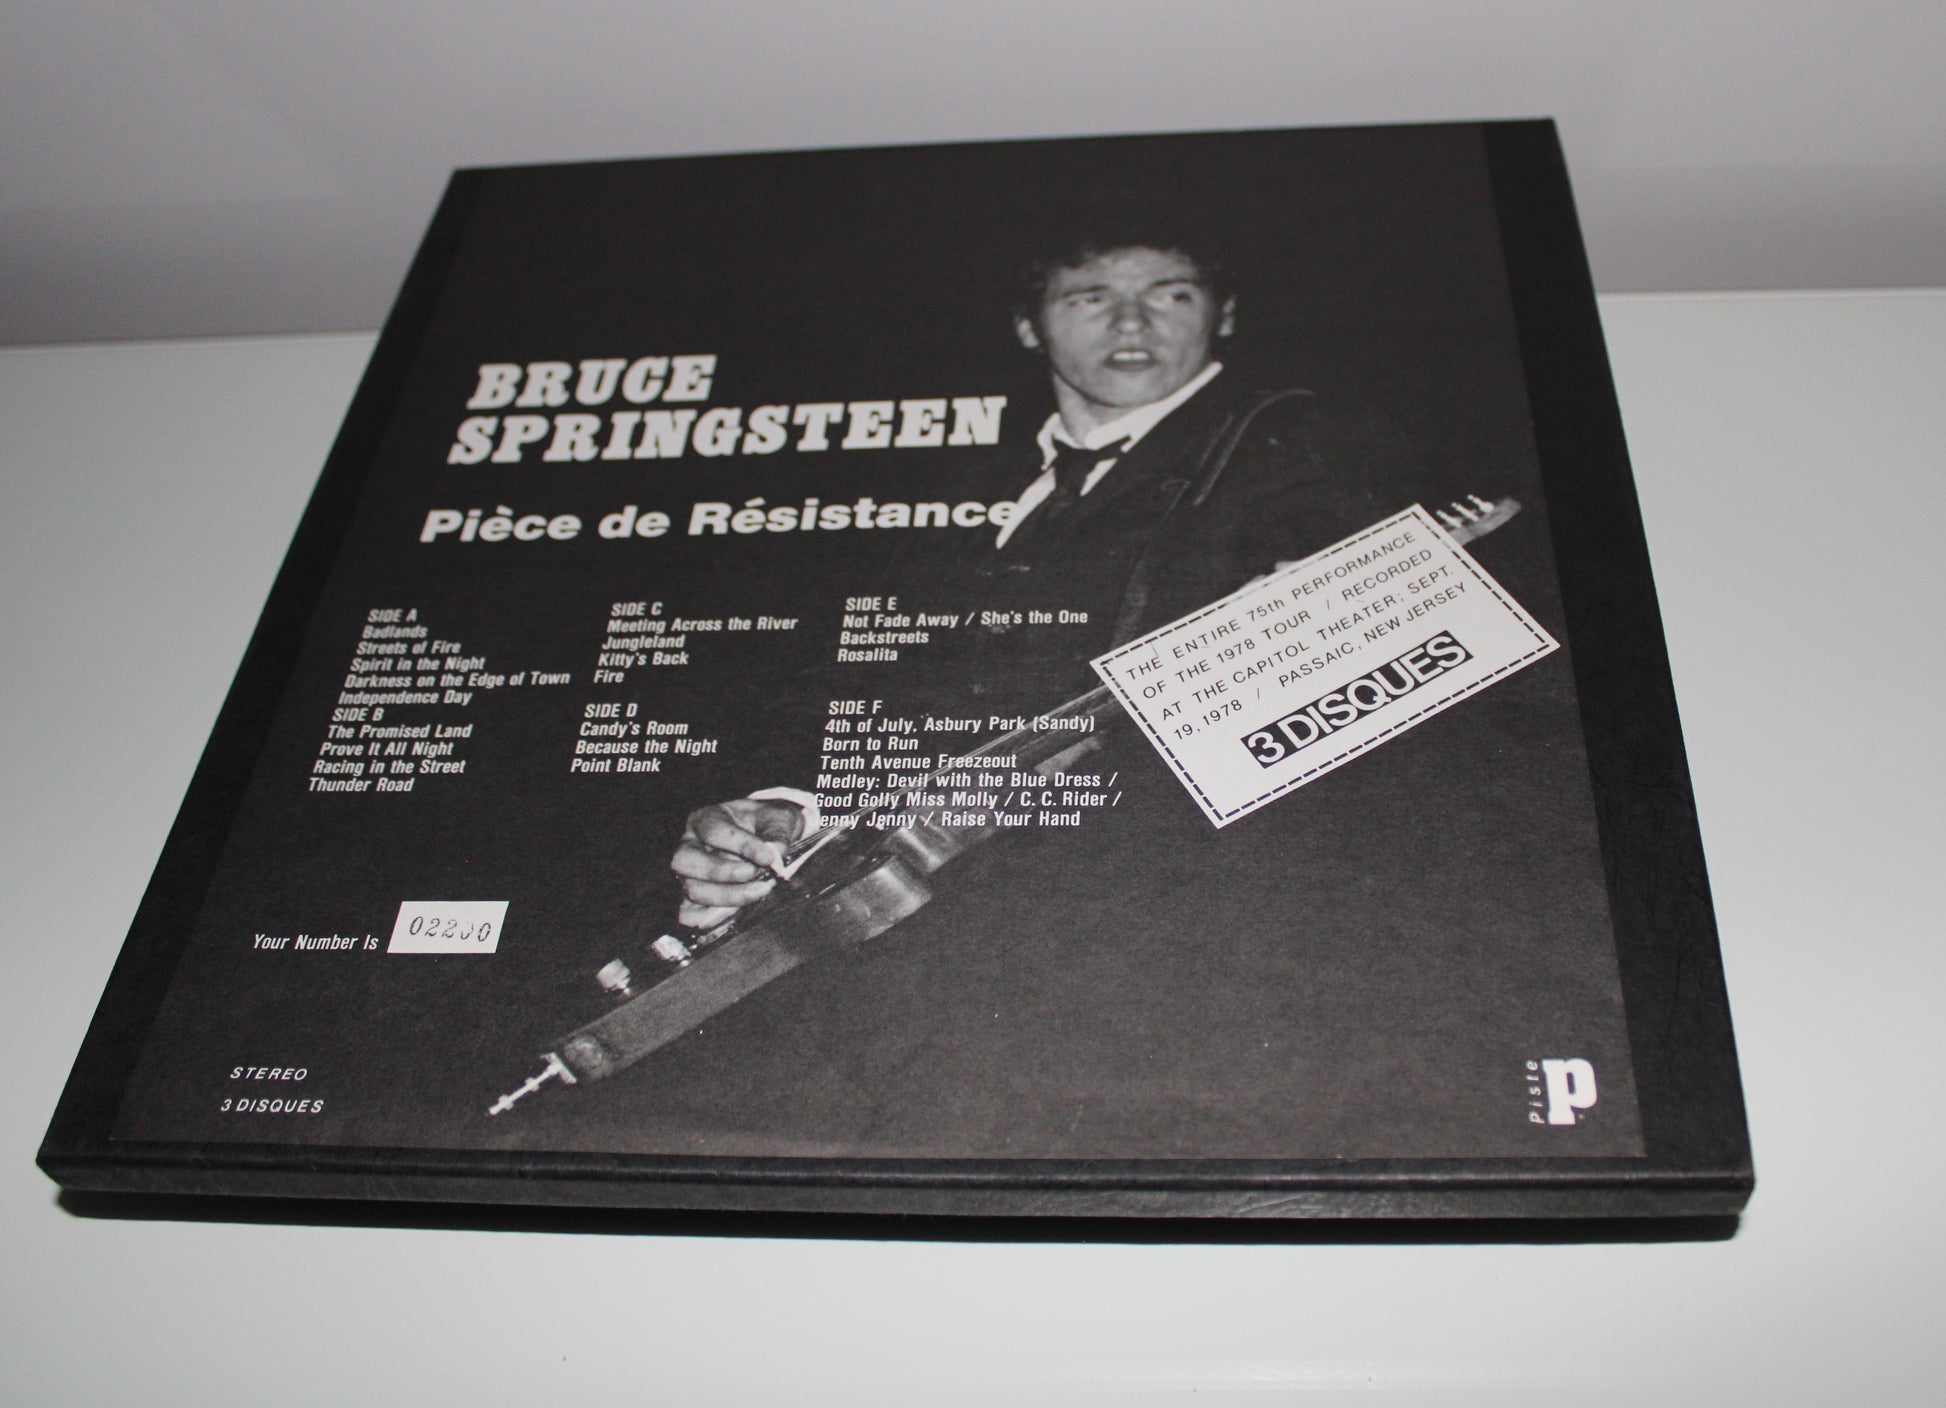 BRUCE
SPRINGSTEEN
Pièce de Résistance
SIDE A
Badlands
Streets of Fire
Spirit in the Night
Darkness on the Edge of Town
Independence Day
SIDE B
The Promised Land
Prove It All Night
Racing in the Street
Thunder Road
SIDE C
Meeting Across the River
Jungleland
Kitty's Back
Fire
SIDE D
Candy's Room
Because the Night
Point Blank
SIDE E
Not Fade Away / She's the One
Backstreets
Rosalita
SIDE F
4th of July, Asbury Park (Sandy)
Born to Run
Tenth Avenue Freezeout
Medley: Devil with the Blue Dress /
Good Golly Miss Molly / C. C. Rider /
Jenny Jenny / Raise Your Hand
THE ENTIRE 75th PERFORMANCE
OF THE 1978 TOUR / RECORDED
AT THE CAPITOL THEATER; SEPT.
19, 1978 / PASSAIC, NEW JERSEY
3 DISQUES
Your Number Is
STEREO
3 DISQUES
Piste
P